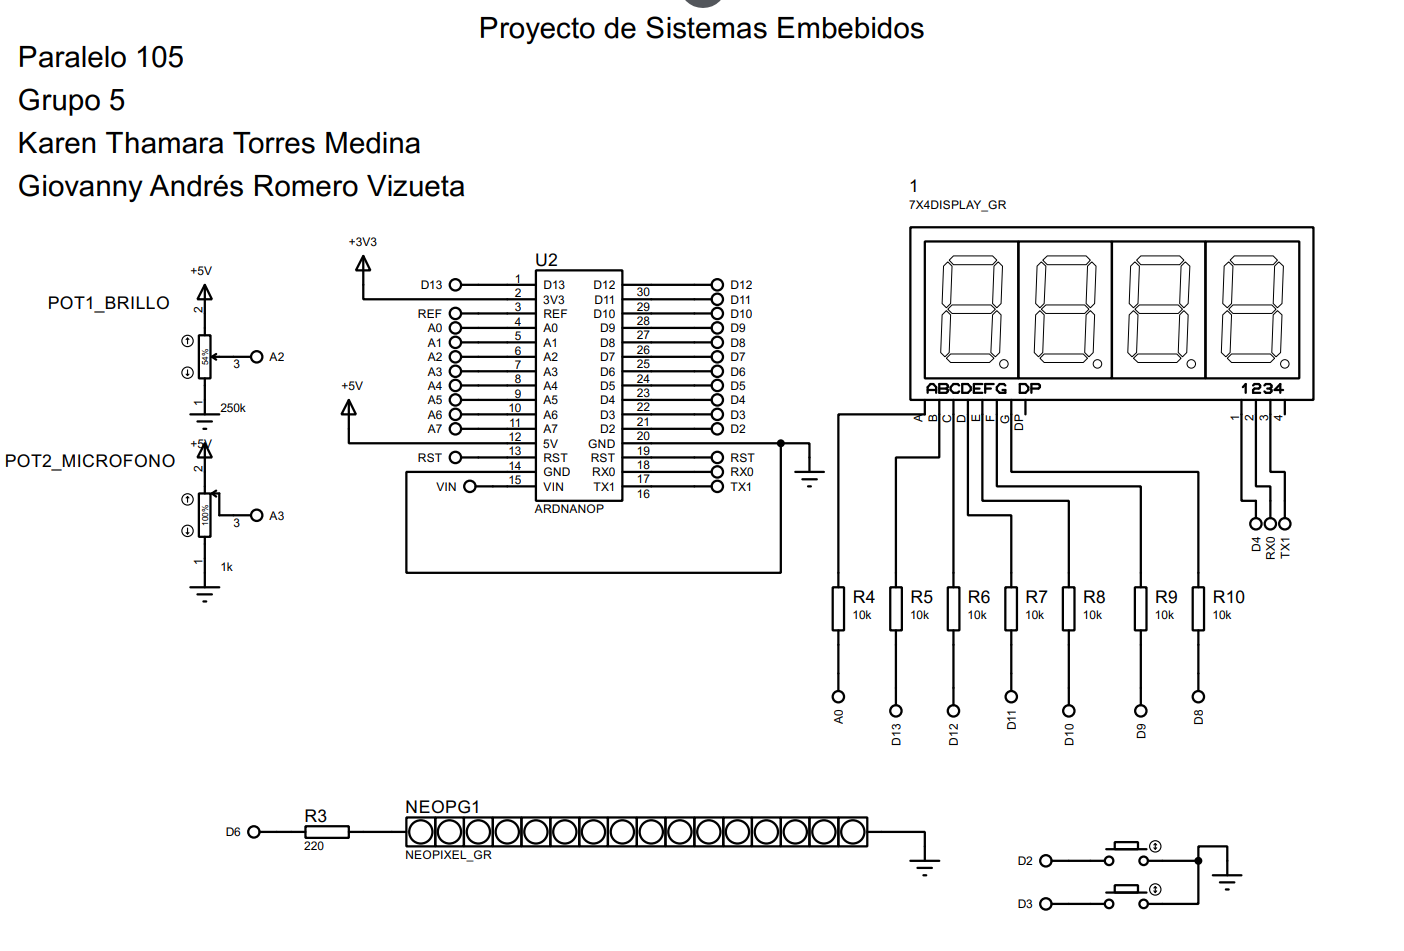 Proyecto de Sistemas Embebidos
Paralelo 105
Grupo 5
Karen Thamara Torres Medina
Giovanny Andrés Romero Vizueta
+5V
POT1_BRILLO
2
54%
3
A2
1
250k
+5V
POT2_MICROFONO
2
100%
3
A3
1
1k
+3V3
+5V
U2
D13 1 D13 D12 30 D12
2 3V3 D11 29 D11
REF 3 REF D10 28 D10
A0 4 A0 D9 27 D9
A1 5 A1 D8 26 D8
A2 6 A2 D7 25 D7
A3 7 A3 D6 24 D6
A4 8 A4 D5 23 D5
A5 9 A5 D4 22 D4
A6 10 A6 D3 21 D3
A7 11 A7 D2 20 D2
12 5V GND 19
RST 13 RST RST 18 RST
14 GND RX0 17 RX0
VIN 15 VIN TX1 16 TX1
ARDNANOP
1
7X4DISPLAY_GR
ABCDEFG DP 1234
A B C D E F G DP 1 2 3 4
D4 RX0 TX1
R4 R5 R6 R7 R8 R9 R10
10k 10k 10k 10k 10k 10k 10k
A0 D13 D12 D11 D10 D9 D8
NEOPG1
R3
D6
220
NEOPIXEL_GR
D2
D3